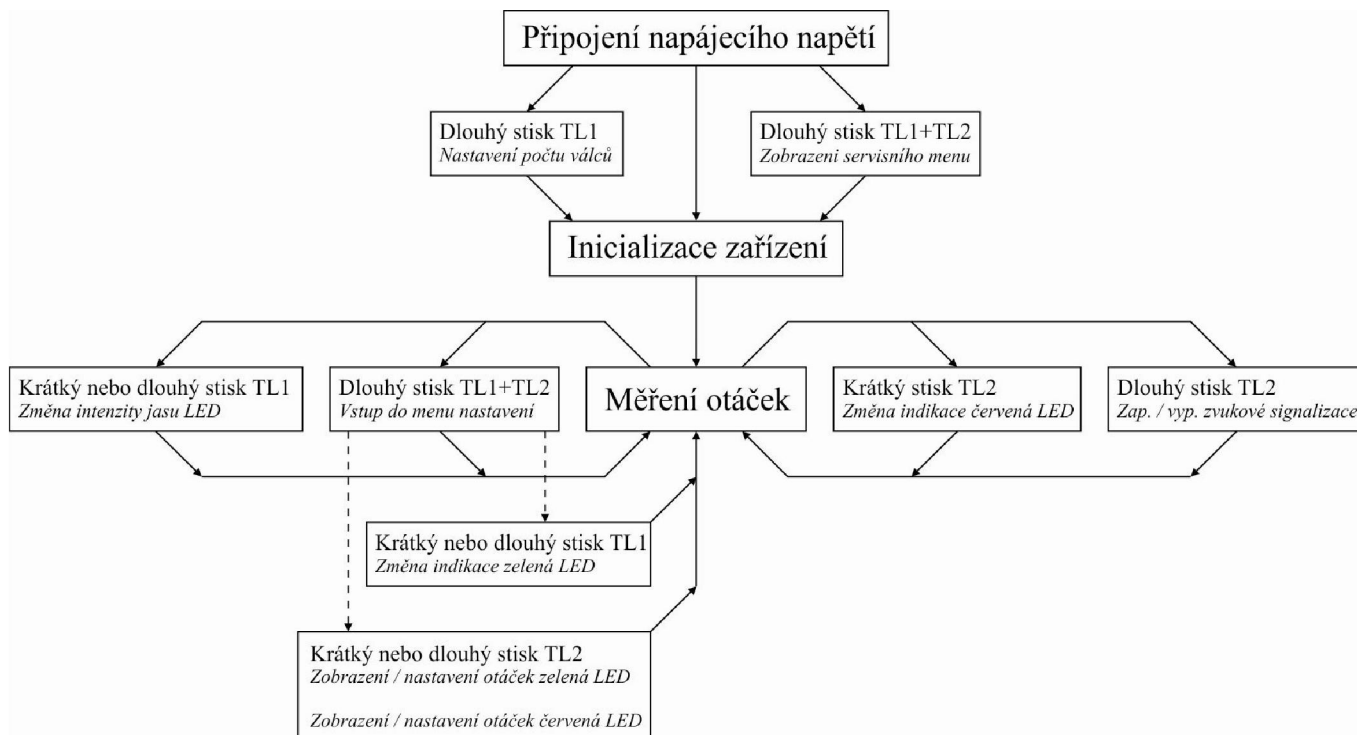 Připojení napájecího napětí
Dlouhý stisk TL1
Nastavení počtu válců
Dlouhý stisk TL1+TL2
Zobrazeni servisního menu
Inicializace zařízení
Krátký nebo dlouhý stisk TL1
Změna intenzity jasu LED
Dlouhý stisk TL1+TL2
Vstup do menu nastavení
Měření otáček
Krátký stisk TL2
Změna indikace červená LED
Dlouhý stisk TL2
Zap. / vyp. zvukové signalizace
Krátký nebo dlouhý stisk TL1
Změna indikace zelená LED
Krátký nebo dlouhý stisk TL2
Zobrazení / nastavení otáček zelená LED
Zobrazení / nastavení otáček červená LED